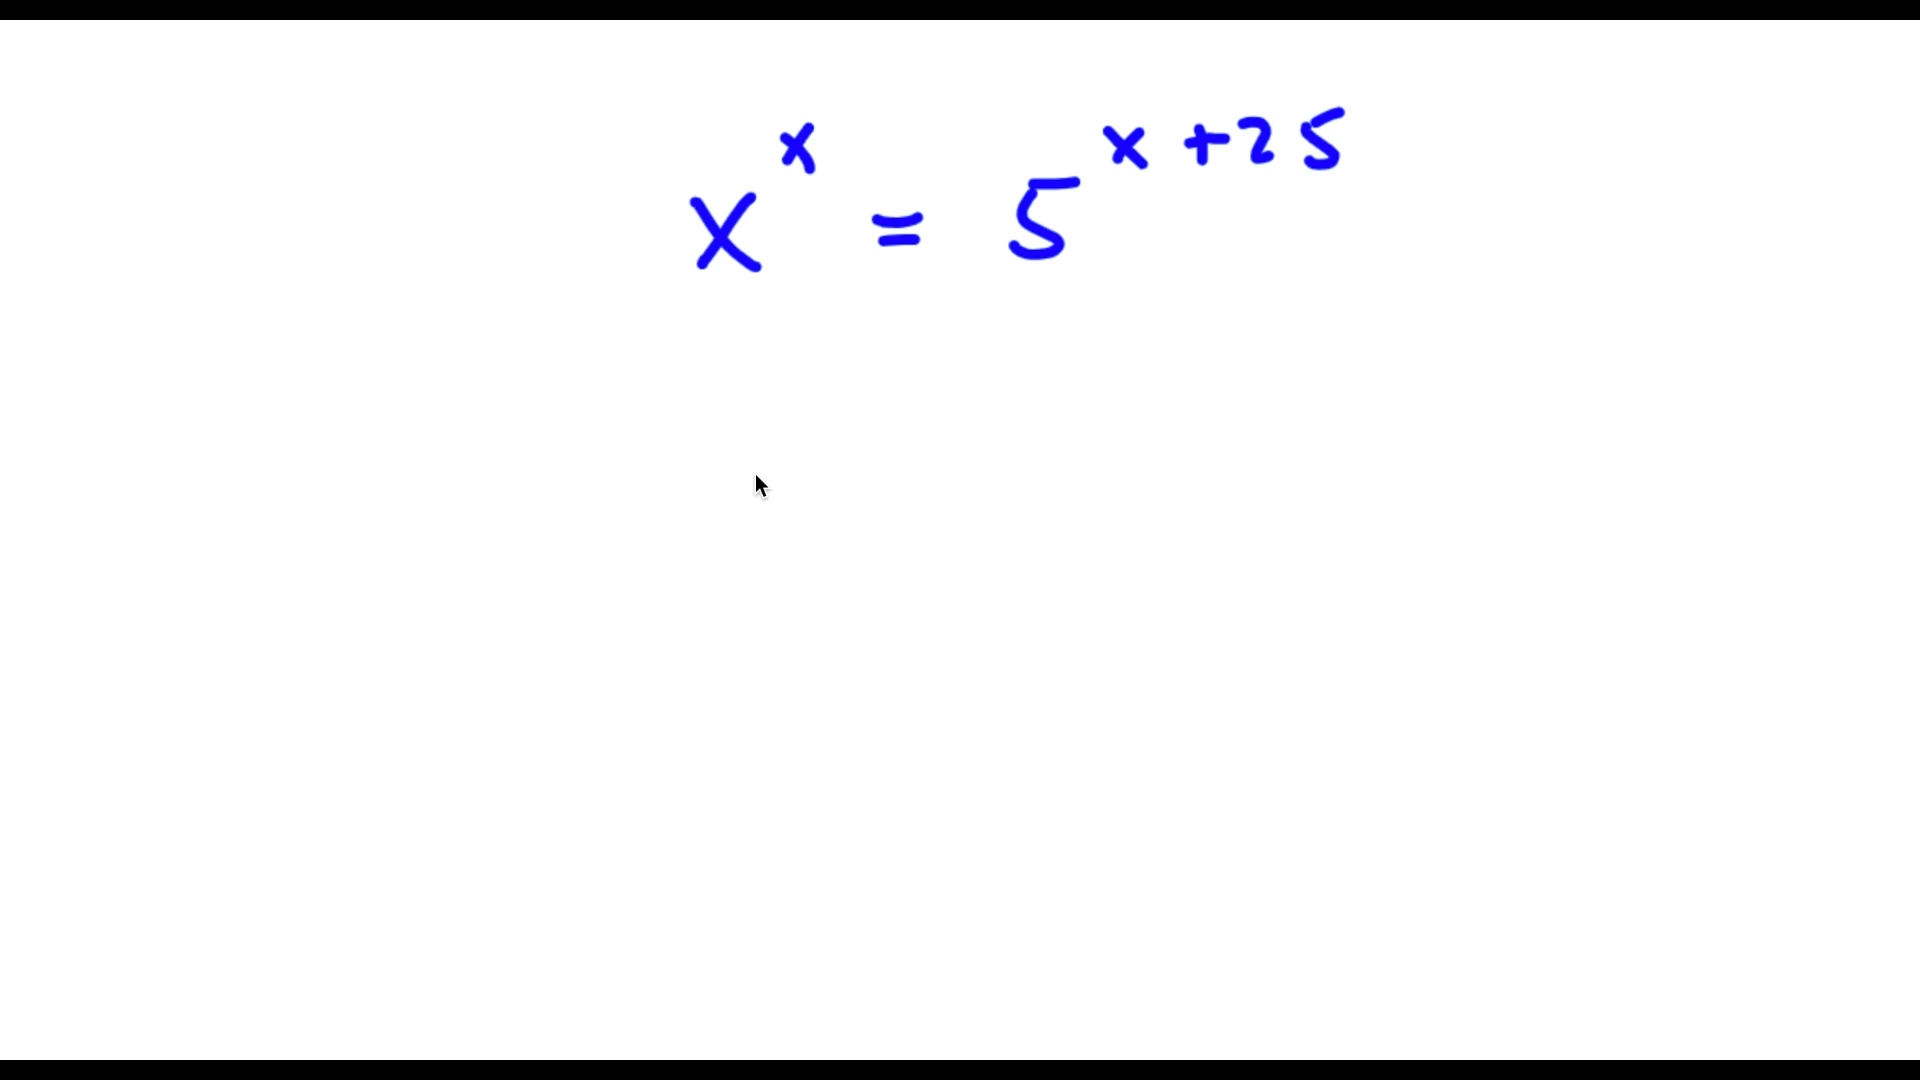 x^x = 5^{x+25}